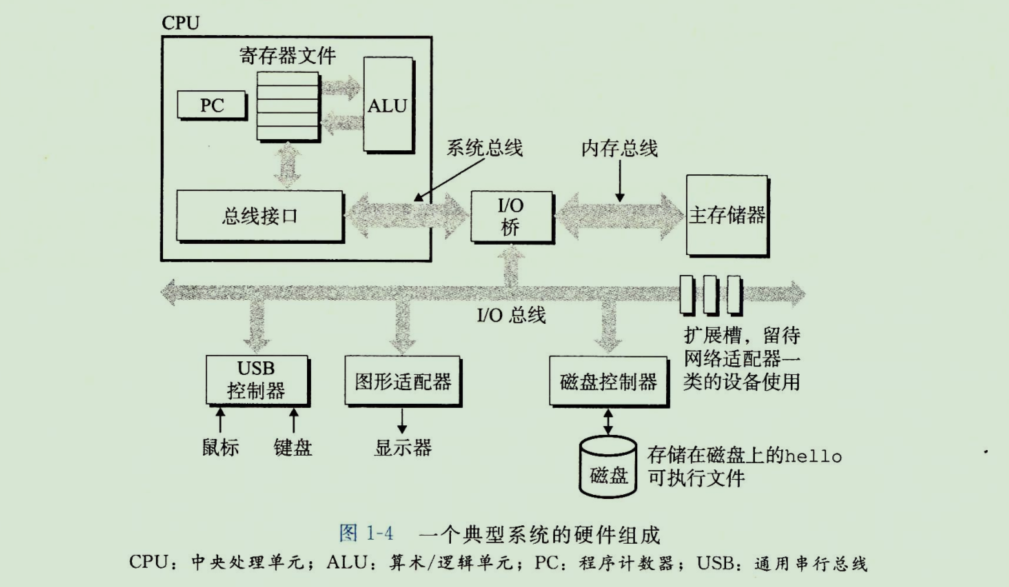 CPU
寄存器文件
PC
ALU
系统总线
内存总线
总线接口
I/O
桥
主存储器
I/O 总线
扩展槽，留待
网络适配器一
类的设备使用
USB
控制器
图形适配器
磁盘控制器
鼠标
键盘
显示器
磁盘
存储在磁盘上的hello
可执行文件
图 1-4 一个典型系统的硬件组成
CPU：中央处理单元；ALU：算术/逻辑单元；PC：程序计数器；USB：通用串行总线